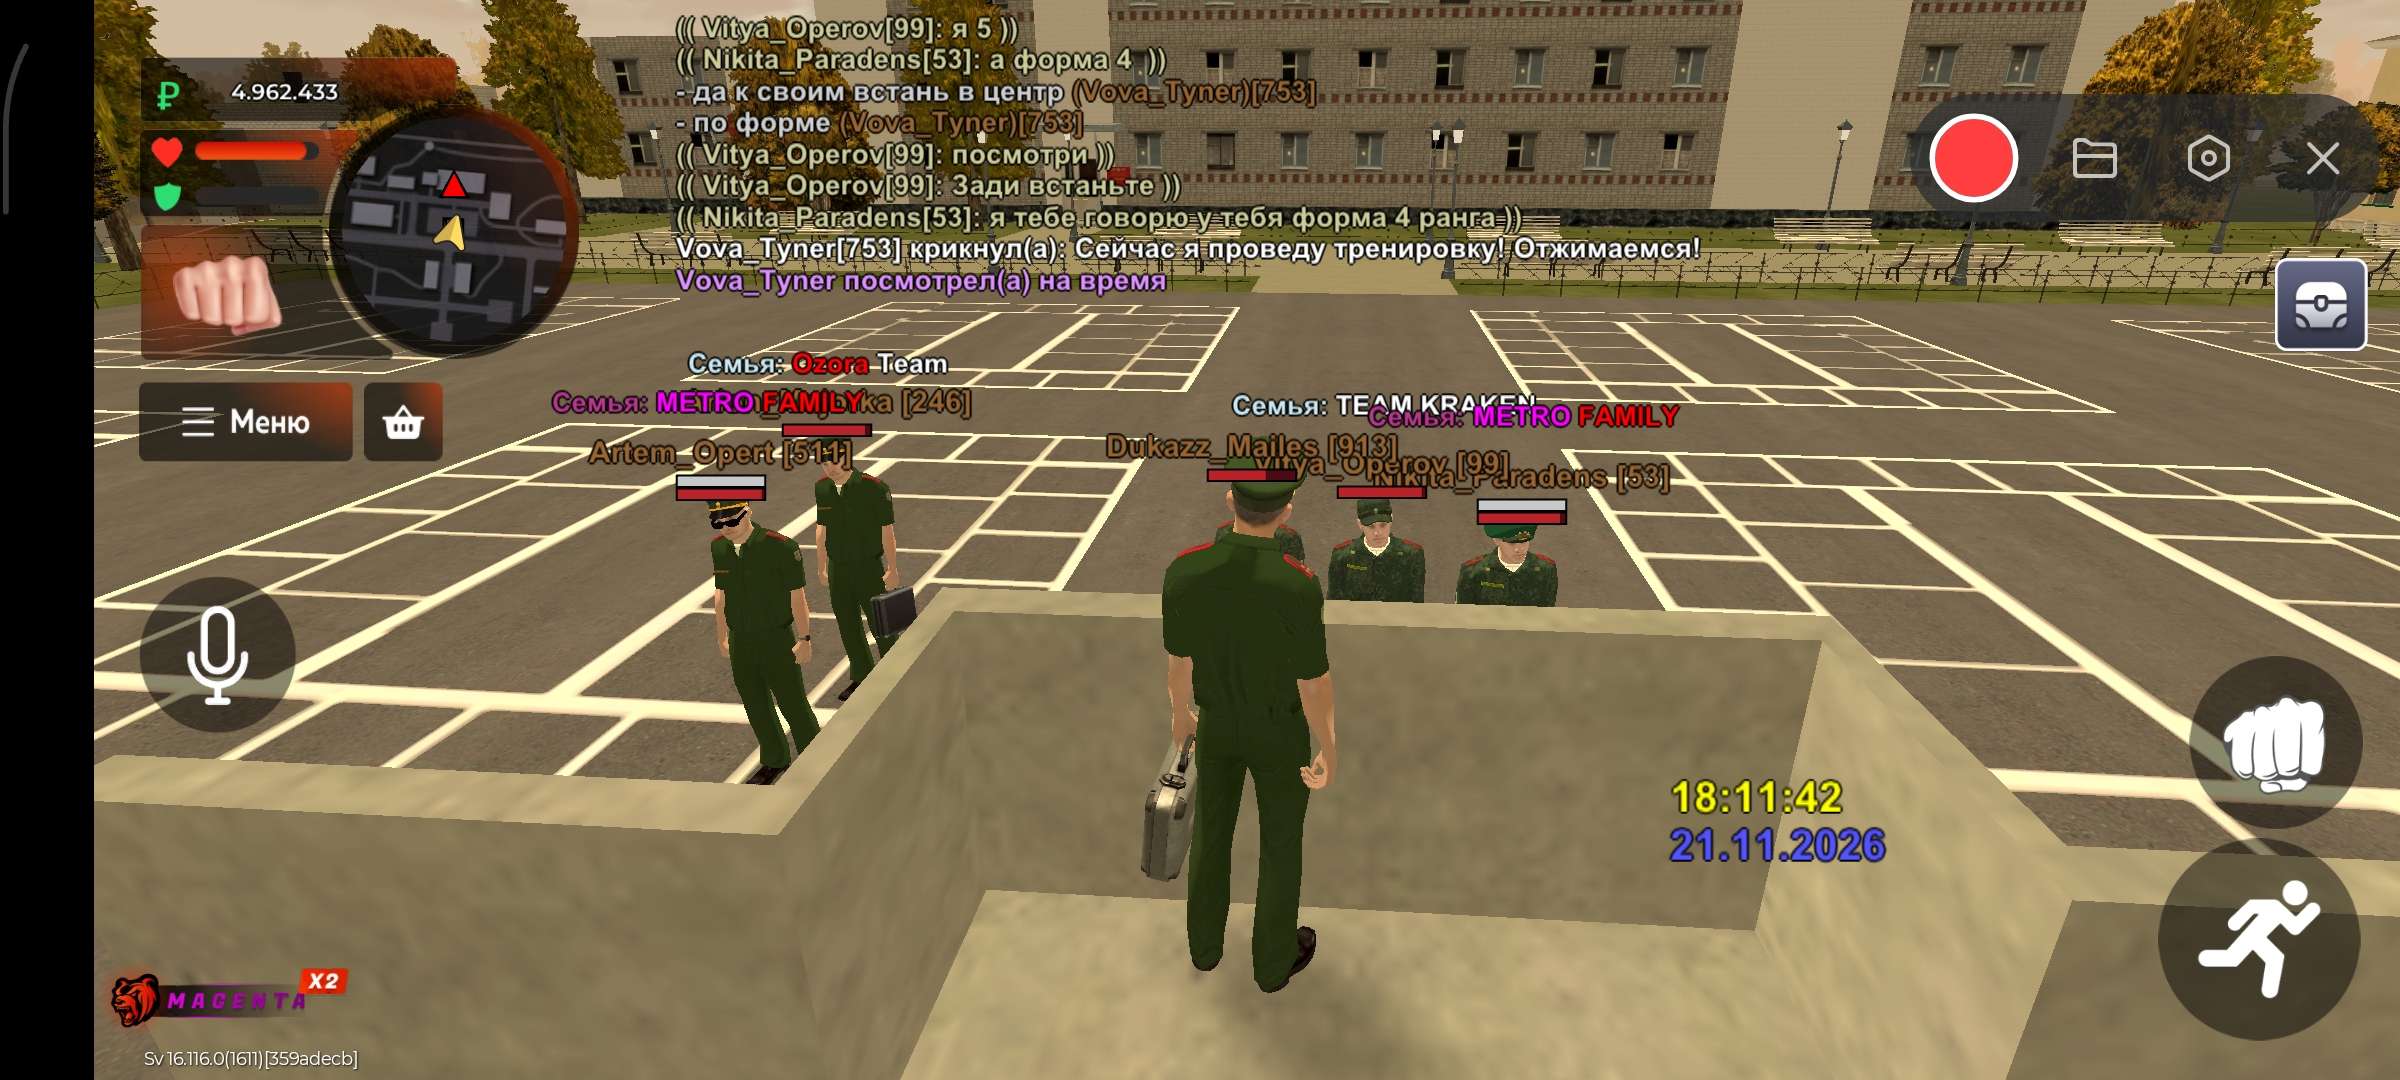 (( Vitya_Operov[99]: я 5 ))
(( Nikita_Paradens[53]: а форма 4 ))
- да к своим встань в центр (Vova_Tyner)[753]
- по форме (Vova_Tyner)[753]
(( Vitya_Operov[99]: посмотри ))
(( Vitya_Operov[99]: Зади встаньте ))
(( Nikita_Paradens[53]: я тебе говорю у тебя форма 4 ранга ))
Vova_Tyner[753] крикнул(а): Сейчас я проведу тренировку! Отжимаемся!
Vova_Tyner посмотрел(а) на время
₽ 4.962.433
Меню
Семья: Ozora Team
Семья: METRO FAMILY [246]
Artem_Opert [511]
Семья: TEAM KRAKEN
Семья: METRO FAMILY
Dukazz_Mailes [913]
Vitya_Operov [99]
Nikita_Paradens [53]
18:11:42
21.11.2026
MAGENTA X2
Sv 16.116.0(1611)[359adecb]